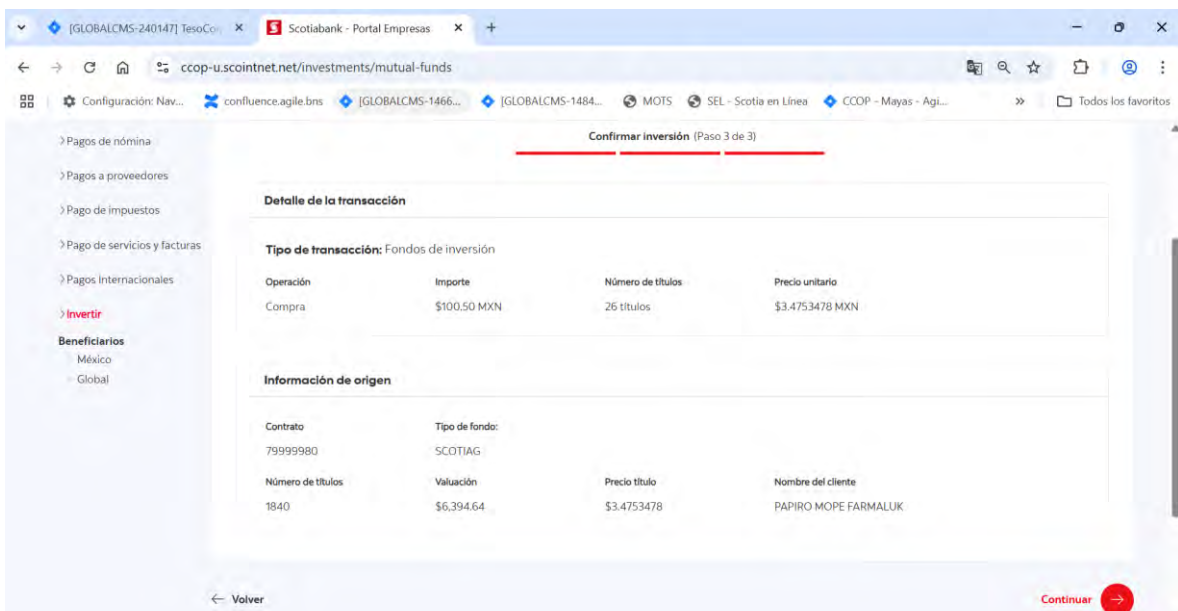 [GLOBALCMS-240147] TesoCo
Scotiabank - Portal Empresas
ccop-u.scointnet.net/investments/mutual-funds
Configuración: Nav...
confluence.agile.bns
[GLOBALCMS-1466...
[GLOBALCMS-1484...
MOTS
SEL - Scotia en Línea
CCOP - Mayas - Agi...
Todos los favoritos
Pagos de nómina
Pagos a proveedores
Pago de impuestos
Pago de servicios y facturas
Pagos Internacionales
Invertir
Beneficiarios
México
Global
Confirmar inversión (Paso 3 de 3)
Detalle de la transacción
Tipo de transacción: Fondos de inversión
Operación Importe Número de títulos Precio unitario
Compra $100.50 MXN 26 títulos $3.4753478 MXN
Información de origen
Contrato Tipo de fondo:
79999980 SCOTIAG
Número de títulos Valuación Precio título Nombre del cliente
1840 $6,394.64 $3.4753478 PAPIRO MOPE FARMALUK
Volver
Continuar